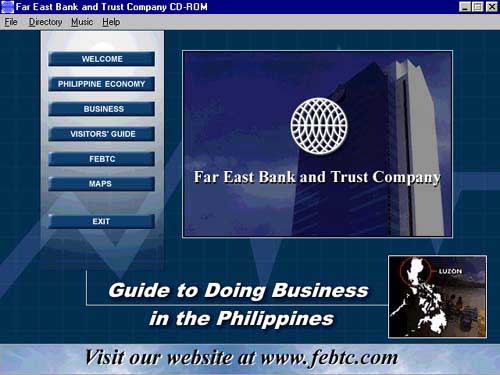 Far East Bank and Trust Company CD-ROM
File Directory Music Help
WELCOME
PHILIPPINE ECONOMY
BUSINESS
VISITORS' GUIDE
FEBTC
MAPS
EXIT
Far East Bank and Trust Company
LUZON
Guide to Doing Business
in the Philippines
Visit our website at www.febtc.com